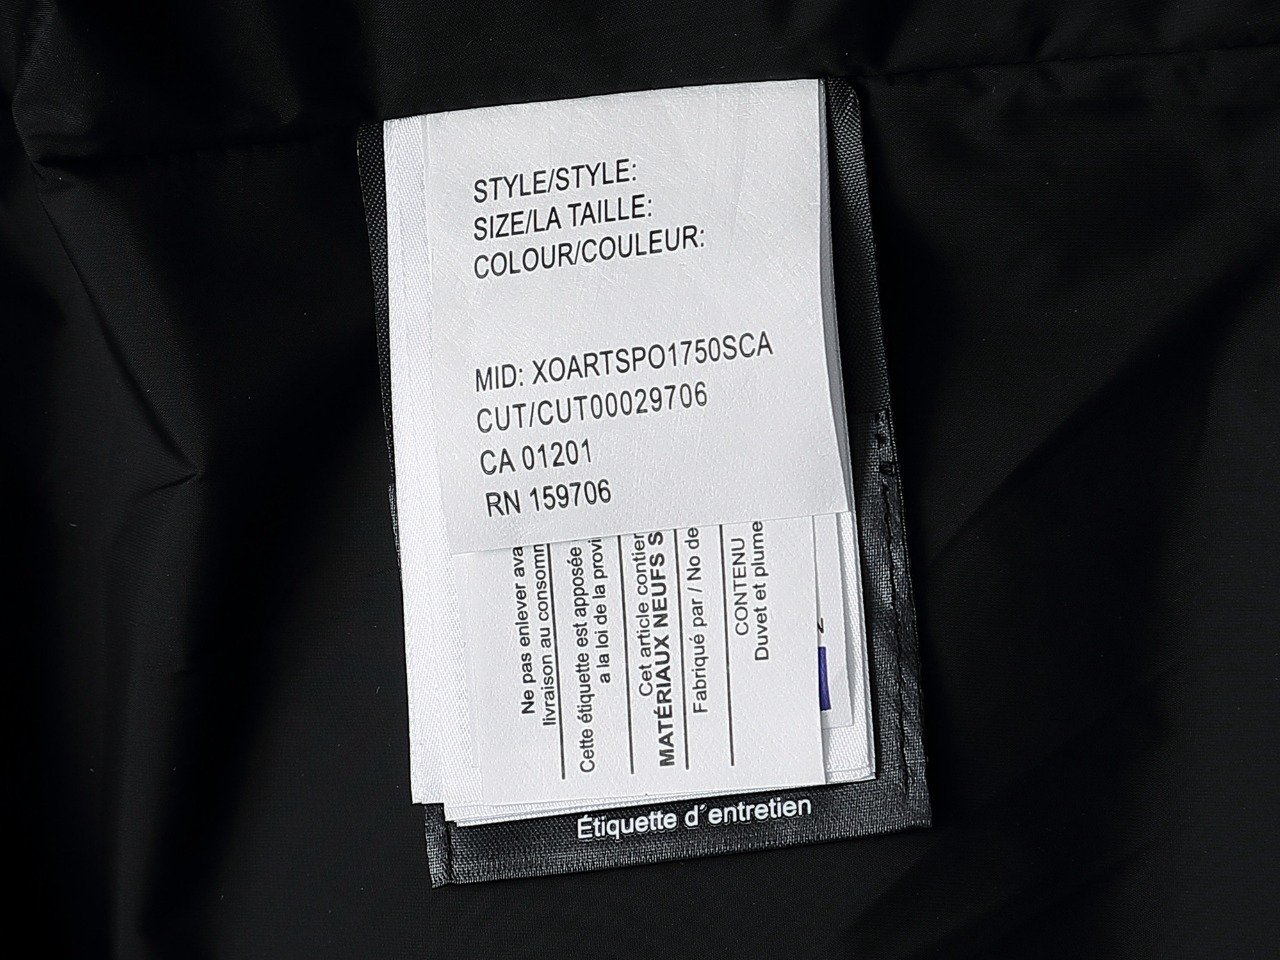 STYLE/STYLE:
SIZE/LA TAILLE:
COLOUR/COULEUR:
MID: XOARTSPO1750SCA
CUT/CUT00029706
CA 01201
RN 159706
Ne pas enlever ava
livraison au consomm
Cette étiquette est apposée
a la loi de la provi
Cet article contier
MATÉRIAUX NEUFS S
Fabriqué par / No de
CONTENU
Duvet et plume
Étiquette d´entretien